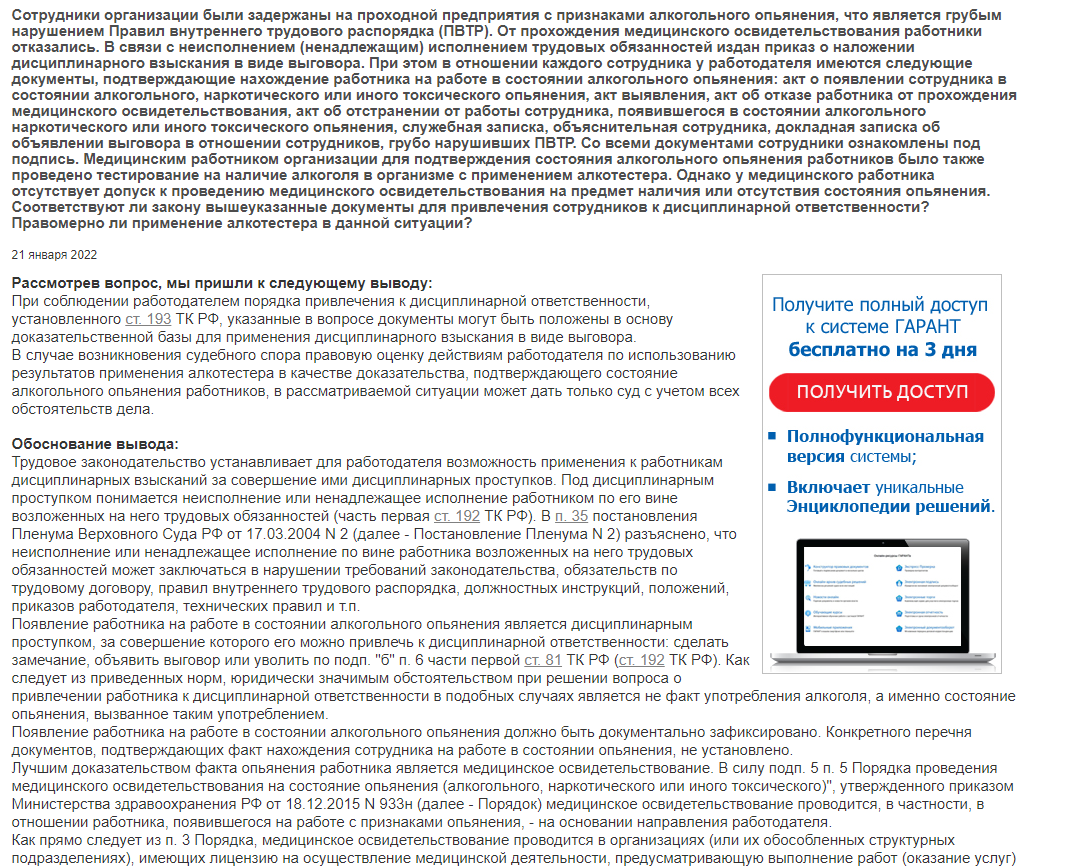 Сотрудники организации были задержаны на проходной предприятия с признаками алкогольного опьянения, что является грубым
нарушением Правил внутреннего трудового распорядка (ПВТР). От прохождения медицинского освидетельствования работники
отказались. В связи с неисполнением (ненадлежащим) исполнением трудовых обязанностей издан приказ о наложении
дисциплинарного взыскания в виде выговора. При этом в отношении каждого сотрудника у работодателя имеются следующие
документы, подтверждающие нахождение работника на работе в состоянии алкогольного опьянения: акт о появлении сотрудника в
состоянии алкогольного, наркотического или иного токсического опьянения, акт выявления, акт об отказе работника от прохождения
медицинского освидетельствования, акт об отстранении от работы сотрудника, появившегося в состоянии алкогольного
наркотического или иного токсического опьянения, служебная записка, объяснительная сотрудника, докладная записка об
объявлении выговора в отношении сотрудников, грубо нарушивших ПВТР. Со всеми документами сотрудники ознакомлены под
подпись. Медицинским работником организации для подтверждения состояния алкогольного опьянения работников было также
проведено тестирование на наличие алкоголя в организме с применением алкотестера. Однако у медицинского работника
отсутствует допуск к проведению медицинского освидетельствования на предмет наличия или отсутствия состояния опьянения.
Соответствуют ли закону вышеуказанные документы для привлечения сотрудников к дисциплинарной ответственности?
Правомерно ли применение алкотестера в данной ситуации?
21 января 2022
Рассмотрев вопрос, мы пришли к следующему выводу:
При соблюдении работодателем порядка привлечения к дисциплинарной ответственности,
установленного ст. 193 ТК РФ, указанные в вопросе документы могут быть положены в основу
доказательственной базы для применения дисциплинарного взыскания в виде выговора.
В случае возникновения судебного спора правовую оценку действиям работодателя по использованию
результатов применения алкотестера в качестве доказательства, подтверждающего состояние
алкогольного опьянения работников, в рассматриваемой ситуации может дать только суд с учетом всех
обстоятельств дела.
Обоснование вывода:
Трудовое законодательство устанавливает для работодателя возможность применения к работникам
дисциплинарных взысканий за совершение ими дисциплинарных проступков. Под дисциплинарным
проступком понимается неисполнение или ненадлежащее исполнение работником по его вине
возложенных на него трудовых обязанностей (часть первая ст. 192 ТК РФ). В п. 35 постановления
Пленума Верховного Суда РФ от 17.03.2004 N 2 (далее - Постановление Пленума N 2) разъяснено, что
неисполнение или ненадлежащее исполнение по вине работника возложенных на него трудовых
обязанностей может заключаться в нарушении требований законодательства, обязательств по
трудовому договору, правил внутреннего трудового распорядка, должностных инструкций, положений,
приказов работодателя, технических правил и т.п.
Появление работника на работе в состоянии алкогольного опьянения является дисциплинарным
проступком, за совершение которого его можно привлечь к дисциплинарной ответственности: сделать
замечание, объявить выговор или уволить по подп. "б" п. 6 части первой ст. 81 ТК РФ (ст. 192 ТК РФ). Как
следует из приведенных норм, юридически значимым обстоятельством при решении вопроса о
привлечении работника к дисциплинарной ответственности в подобных случаях является не факт употребления алкоголя, а именно состояние
опьянения, вызванное таким употреблением.
Появление работника на работе в состоянии алкогольного опьянения должно быть документально зафиксировано. Конкретного перечня
документов, подтверждающих факт нахождения сотрудника на работе в состоянии опьянения, не установлено.
Лучшим доказательством факта опьянения работника является медицинское освидетельствование. В силу подп. 5 п. 5 Порядка проведения
медицинского освидетельствования на состояние опьянения (алкогольного, наркотического или иного токсического)", утвержденного приказом
Министерства здравоохранения РФ от 18.12.2015 N 933н (далее - Порядок) медицинское освидетельствование проводится, в частности, в
отношении работника, появившегося на работе с признаками опьянения, - на основании направления работодателя.
Как прямо следует из п. 3 Порядка, медицинское освидетельствование проводится в организациях (или их обособленных структурных
подразделениях), имеющих лицензию на осуществление медицинской деятельности, предусматривающую выполнение работ (оказание услуг)
Получите полный доступ
к системе ГАРАНТ
бесплатно на 3 дня
ПОЛУЧИТЬ ДОСТУП
Полнофункциональная
версия системы;
Включает уникальные
Энциклопедии решений.